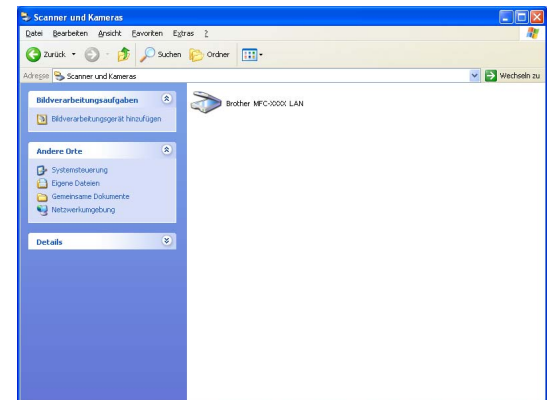 Scanner und Kameras
Datei Bearbeiten Ansicht Favoriten Extras ?
Zurück Suchen Ordner
Adresse Scanner und Kameras Wechseln zu
Bildverarbeitungsaufgaben
Bildverarbeitungsgerät hinzufügen
Andere Orte
Systemsteuerung
Eigene Dateien
Gemeinsame Dokumente
Netzwerkumgebung
Details
Brother MFC-XXXX LAN